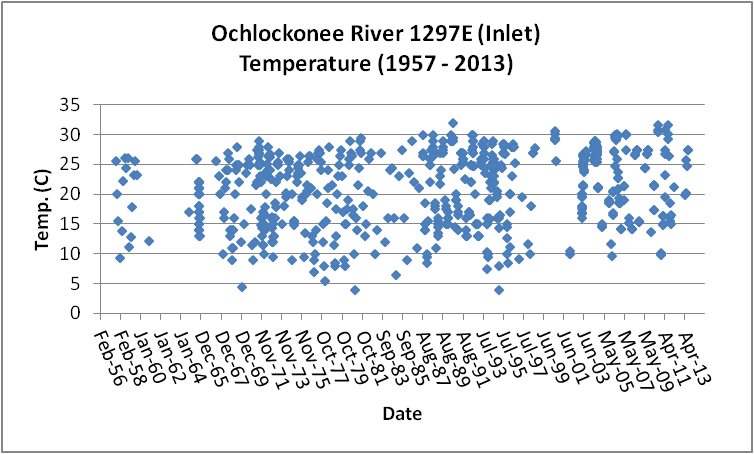 Ochlockonee River 1297E (Inlet)
Temperature (1957 - 2013)
Temp. (C)
35
30
25
20
15
10
5
0
Feb-56
Feb-58
Jan-60
Jan-62
Jan-64
Dec-65
Dec-67
Dec-69
Nov-71
Nov-73
Nov-75
Oct-77
Oct-79
Oct-81
Sep-83
Sep-85
Aug-87
Aug-89
Aug-91
Jul-93
Jul-95
Jul-97
Jun-99
Jun-01
Jun-03
May-05
May-07
May-09
Apr-11
Apr-13
Date